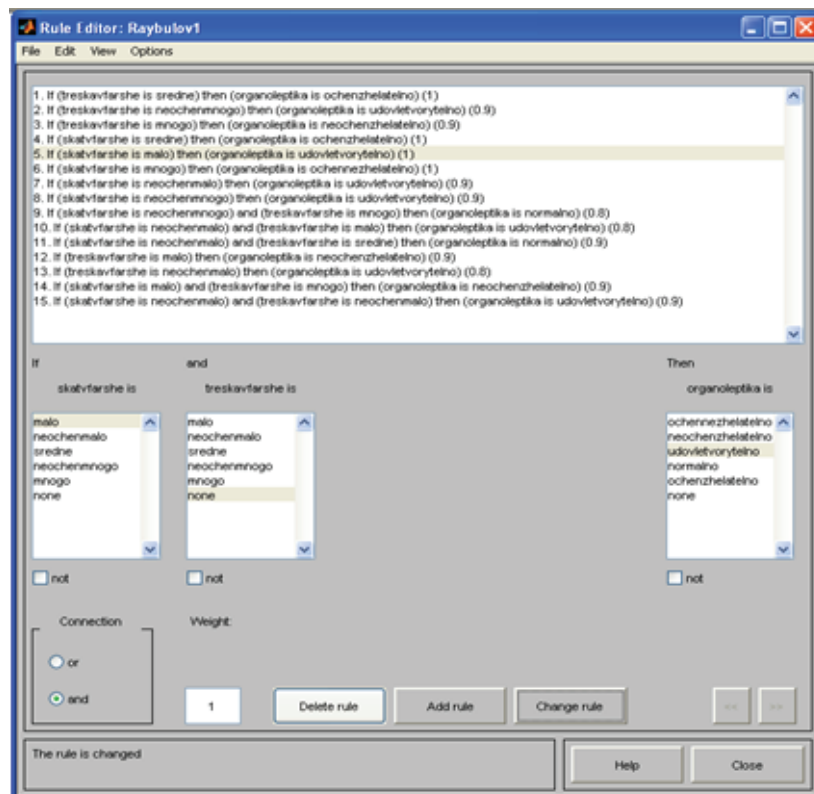 Rule Editor: Raybulov1
File Edit View Options
1. If (treskavfarshe is sredne) then (organoleptika is ochenzhelatelno) (1)
2. If (treskavfarshe is neochenmnogo) then (organoleptika is udovletvorytelno) (0.9)
3. If (treskavfarshe is mnogo) then (organoleptika is neochenzhelatelno) (0.9)
4. If (skatvfarshe is sredne) then (organoleptika is ochenzhelatelno) (1)
5. If (skatvfarshe is malo) then (organoleptika is udovletvorytelno) (1)
6. If (skatvfarshe is mnogo) then (organoleptika is ochennezhelatelno) (1)
7. If (skatvfarshe is neochenmalo) then (organoleptika is udovletvorytelno) (0.9)
8. If (skatvfarshe is neochenmnogo) then (organoleptika is udovletvorytelno) (0.9)
9. If (skatvfarshe is neochenmnogo) and (treskavfarshe is mnogo) then (organoleptika is normalno) (0.8)
10. If (skatvfarshe is neochenmalo) and (treskavfarshe is malo) then (organoleptika is udovletvorytelno) (0.8)
11. If (skatvfarshe is neochenmalo) and (treskavfarshe is sredne) then (organoleptika is normalno) (0.9)
12. If (treskavfarshe is malo) then (organoleptika is neochenzhelatelno) (0.9)
13. If (treskavfarshe is neochenmalo) then (organoleptika is udovletvorytelno) (0.8)
14. If (skatvfarshe is malo) and (treskavfarshe is mnogo) then (organoleptika is neochenzhelatelno) (0.9)
15. If (skatvfarshe is neochenmalo) and (treskavfarshe is neochenmalo) then (organoleptika is udovletvorytelno) (0.9)
If and Then
skatvfarshe is treskavfarshe is organoleptika is
malo malo ochennezhelatelno
neochenmalo neochenmalo neochenzhelatelno
sredne sredne udovletvorytelno
neochenmnogo neochenmnogo normalno
mnogo mnogo ochenzhelatelno
none none none
not not not
Connection Weight:
or
and 1 Delete rule Add rule Change rule << >>
The rule is changed Help Close